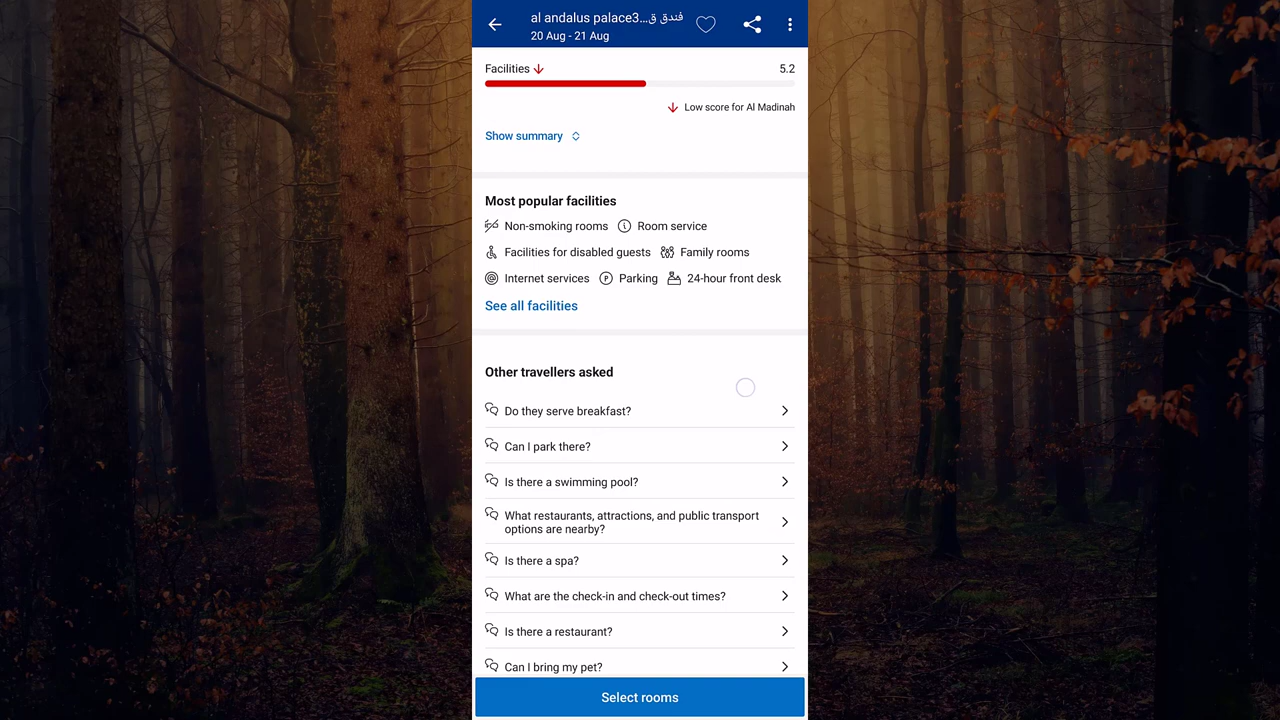 al andalus palace3...فندق ق
20 Aug - 21 Aug
Facilities
5.2
Low score for Al Madinah
Show summary
Most popular facilities
Non-smoking rooms
Room service
Facilities for disabled guests
Family rooms
Internet services
Parking
24-hour front desk
See all facilities
Other travellers asked
Do they serve breakfast?
Can I park there?
Is there a swimming pool?
What restaurants, attractions, and public transport
options are nearby?
Is there a spa?
What are the check-in and check-out times?
Is there a restaurant?
Can I bring my pet?
Select rooms